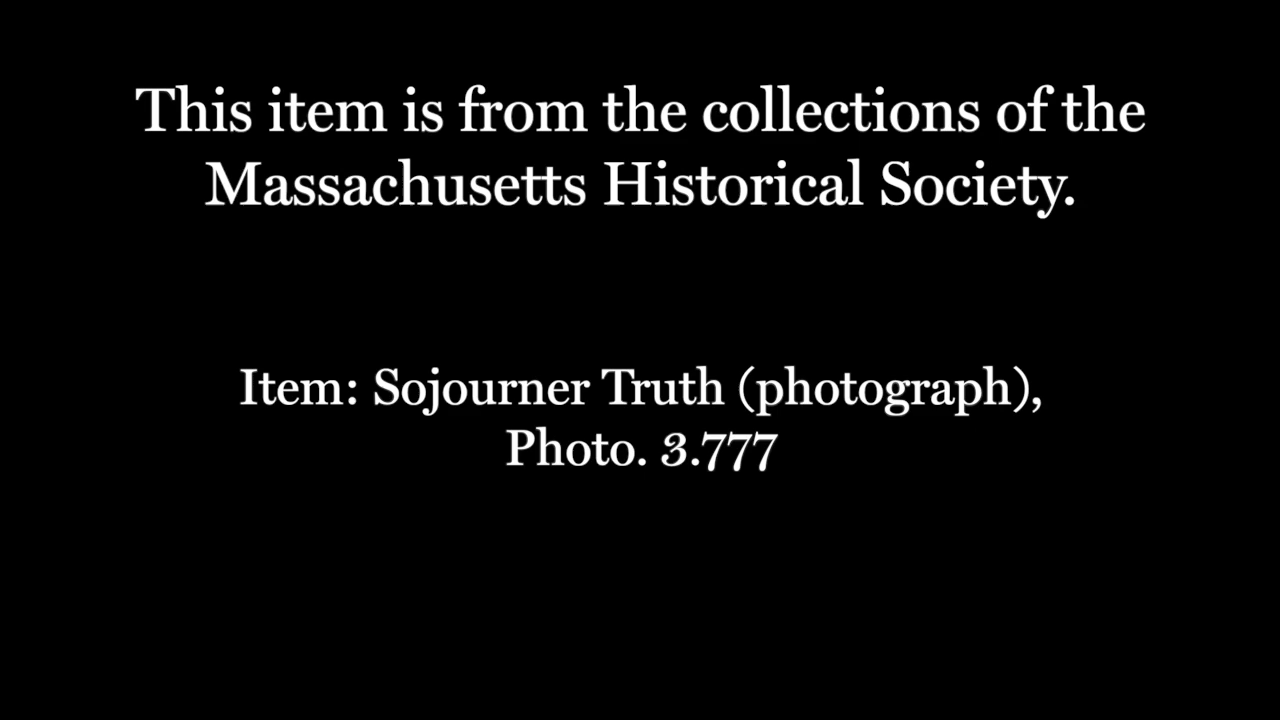 This item is from the collections of the
Massachusetts Historical Society.
Item: Sojourner Truth (photograph),
Photo. 3.777